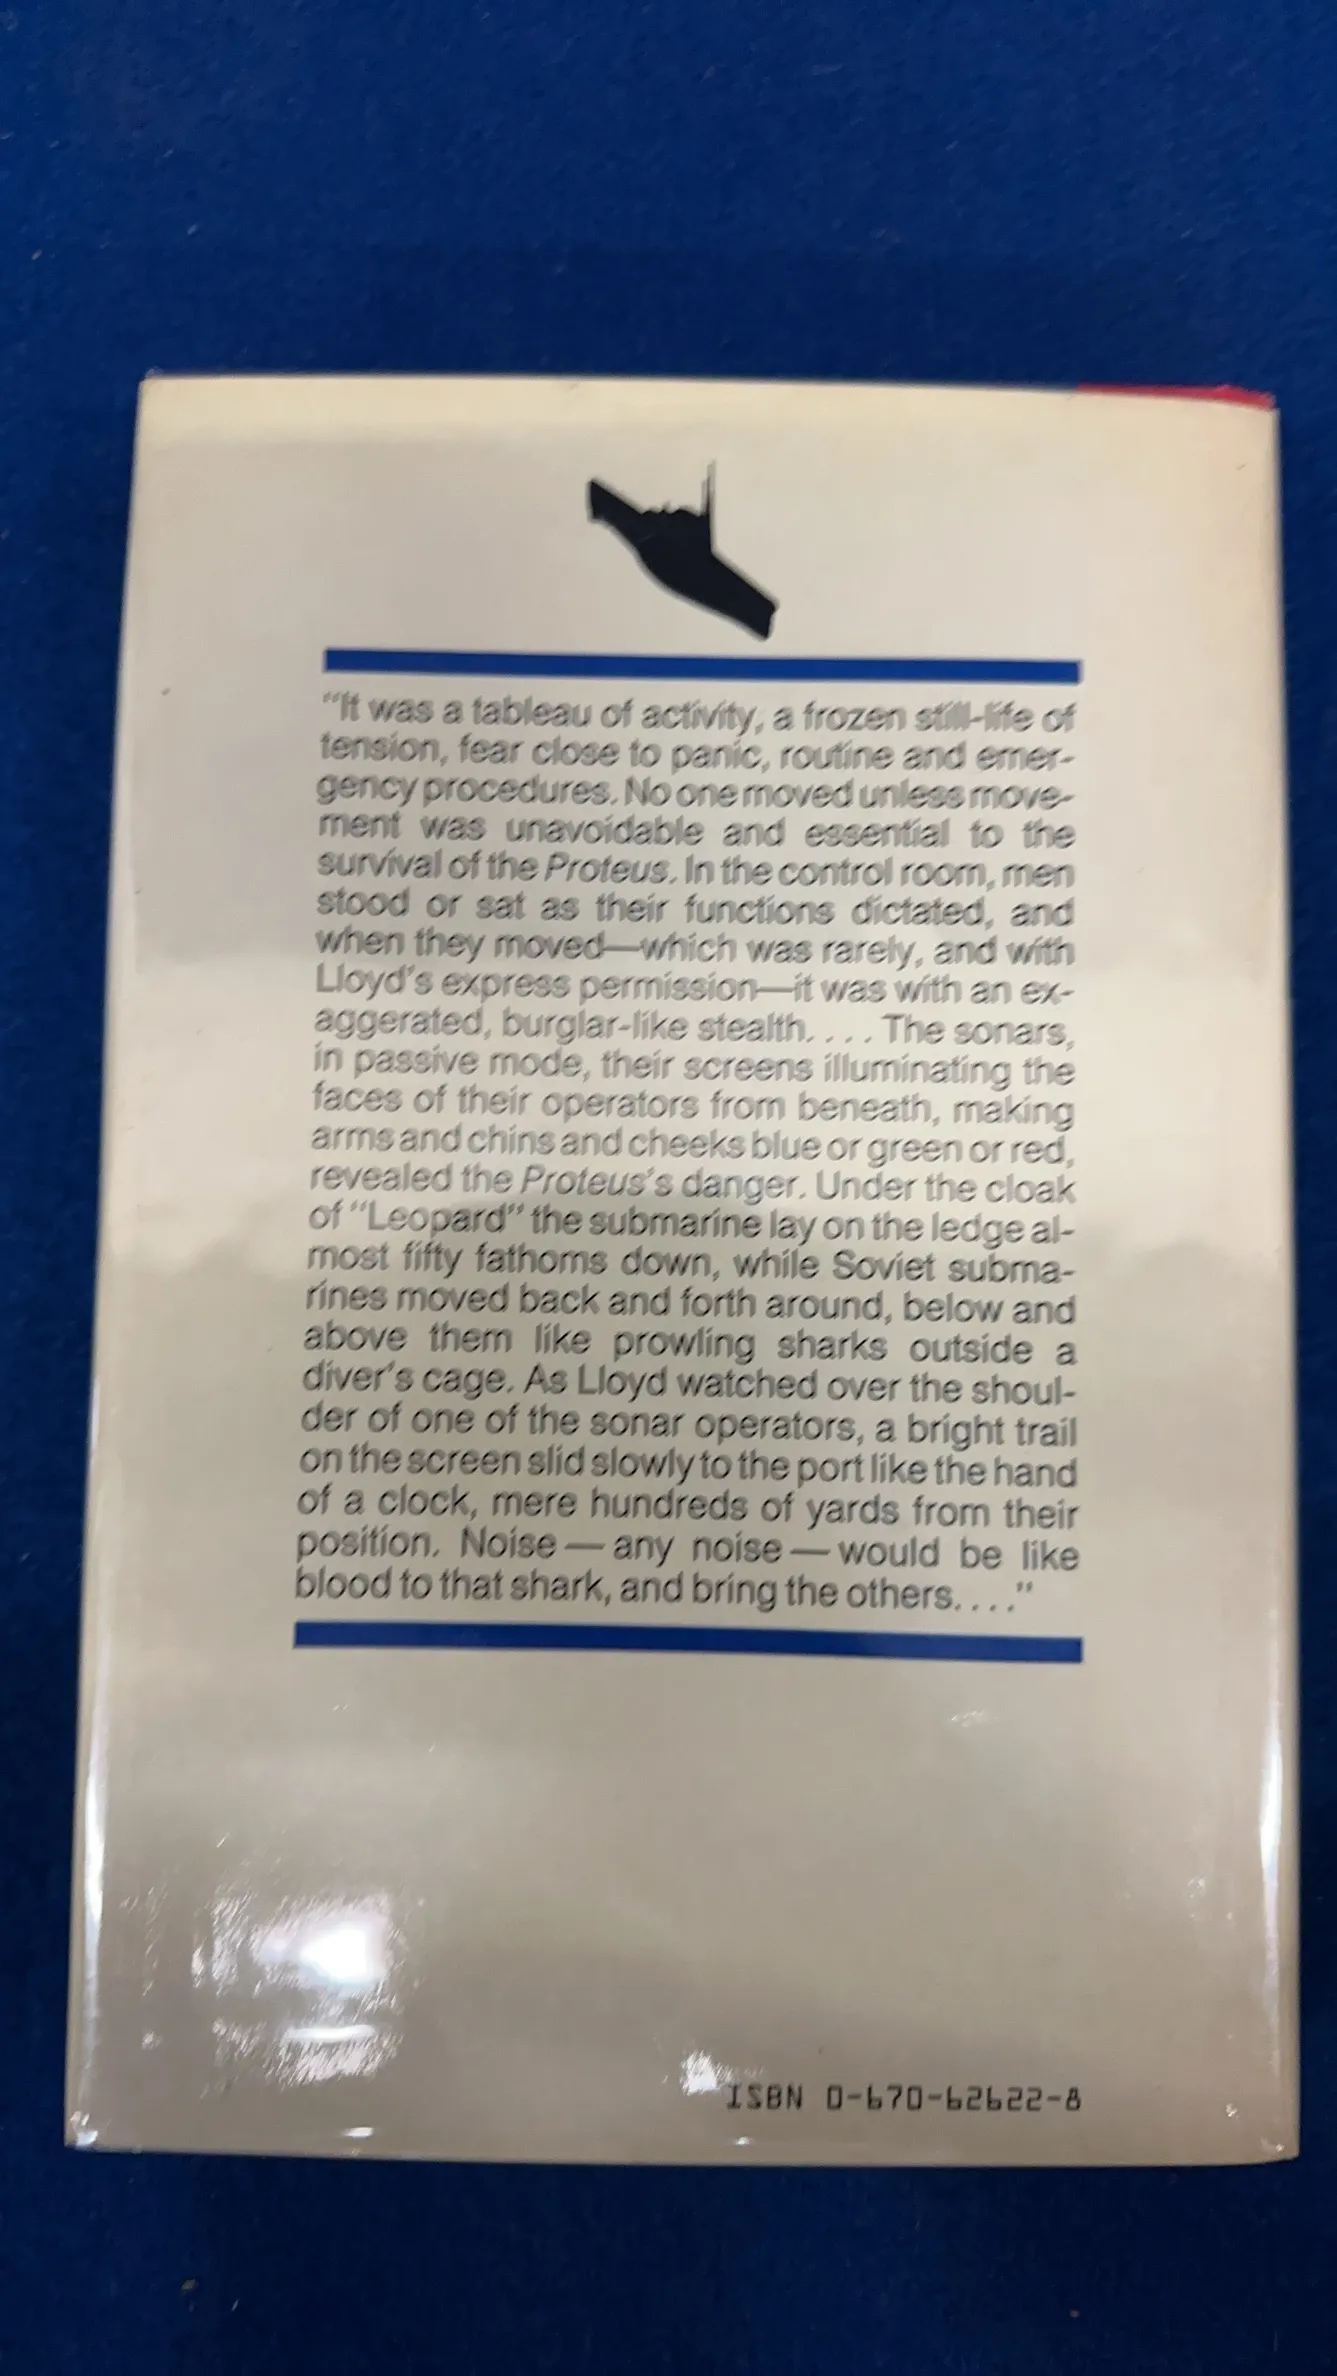 "It was a tableau of activity, a frozen still-life of
tension, fear close to panic, routine and emer-
gency procedures. No one moved unless move-
ment was unavoidable and essential to the
survival of the Proteus. In the control room, men
stood or sat as their functions dictated, and
when they moved—which was rarely, and with
Lloyd's express permission—it was with an ex-
aggerated, burglar-like stealth. . . . The sonars,
in passive mode, their screens illuminating the
faces of their operators from beneath, making
arms and chins and cheeks blue or green or red,
revealed the Proteus's danger. Under the cloak
of "Leopard" the submarine lay on the ledge al-
most fifty fathoms down, while Soviet subma-
rines moved back and forth around, below and
above them like prowling sharks outside a
diver's cage. As Lloyd watched over the shoul-
der of one of the sonar operators, a bright trail
on the screen slid slowly to the port like the hand
of a clock, mere hundreds of yards from their
position. Noise — any noise — would be like
blood to that shark, and bring the others. . . ."
ISBN 0-670-62622-8